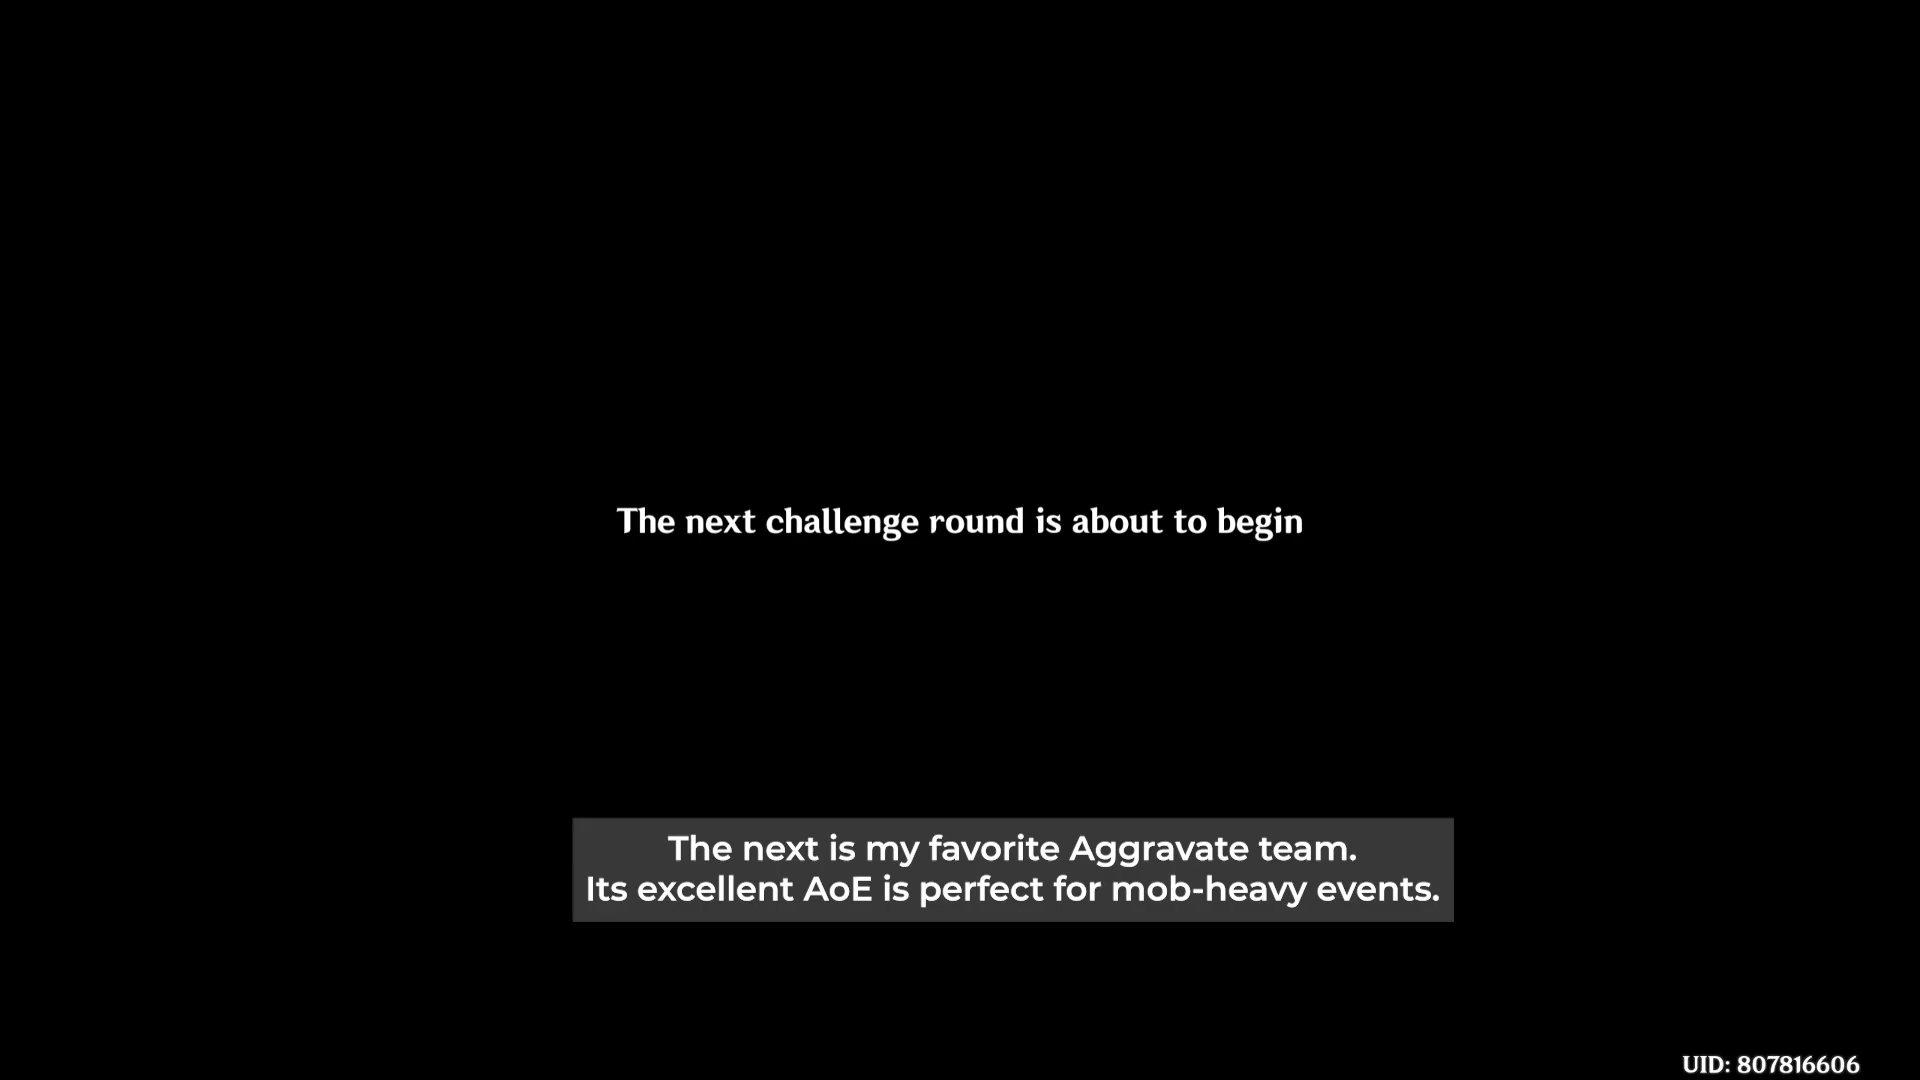 The next challenge round is about to begin
The next is my favorite Aggravate team.
Its excellent AoE is perfect for mob-heavy events.
UID: 807816606